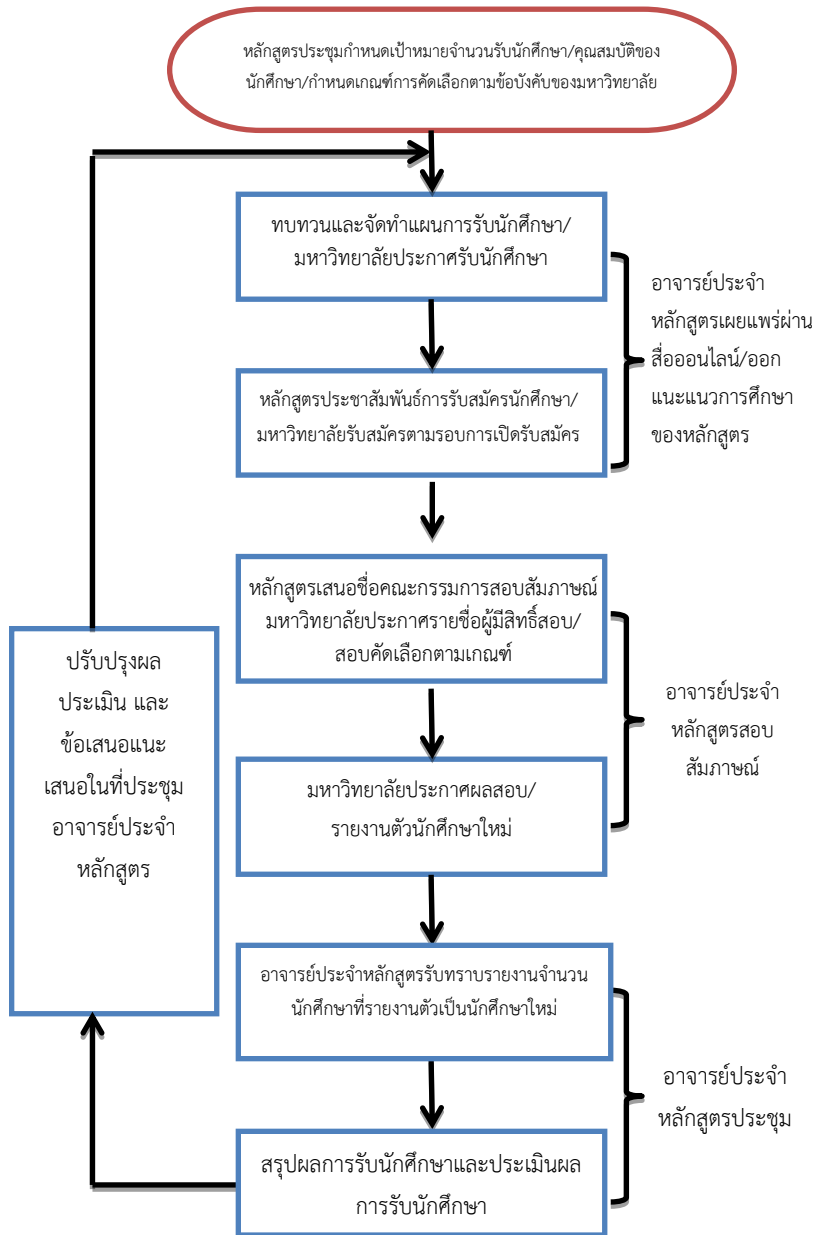 หลักสูตรประชุมกำหนดเป้าหมายจำนวนรับนักศึกษา/คุณสมบัติของ
นักศึกษา/กำหนดเกณฑ์การคัดเลือกตามข้อบังคับของมหาวิทยาลัย
ทบทวนและจัดทำแผนการรับนักศึกษา/
มหาวิทยาลัยประกาศรับนักศึกษา
อาจารย์ประจำ
หลักสูตรเผยแพร่ผ่าน
สื่อออนไลน์/ออก
แนะแนวการศึกษา
ของหลักสูตร
หลักสูตรประชาสัมพันธ์การรับสมัครนักศึกษา/
มหาวิทยาลัยรับสมัครตามรอบการเปิดรับสมัคร
หลักสูตรเสนอชื่อคณะกรรมการสอบสัมภาษณ์
มหาวิทยาลัยประกาศรายชื่อผู้มีสิทธิ์สอบ/
สอบคัดเลือกตามเกณฑ์
อาจารย์ประจำ
หลักสูตรสอบ
สัมภาษณ์
มหาวิทยาลัยประกาศผลสอบ/
รายงานตัวนักศึกษาใหม่
อาจารย์ประจำหลักสูตรรับทราบรายงานจำนวน
นักศึกษาที่รายงานตัวเป็นนักศึกษาใหม่
อาจารย์ประจำ
หลักสูตรประชุม
สรุปผลการรับนักศึกษาและประเมินผล
การรับนักศึกษา
ปรับปรุงผล
ประเมิน และ
ข้อเสนอแนะ
เสนอในที่ประชุม
อาจารย์ประจำ
หลักสูตร